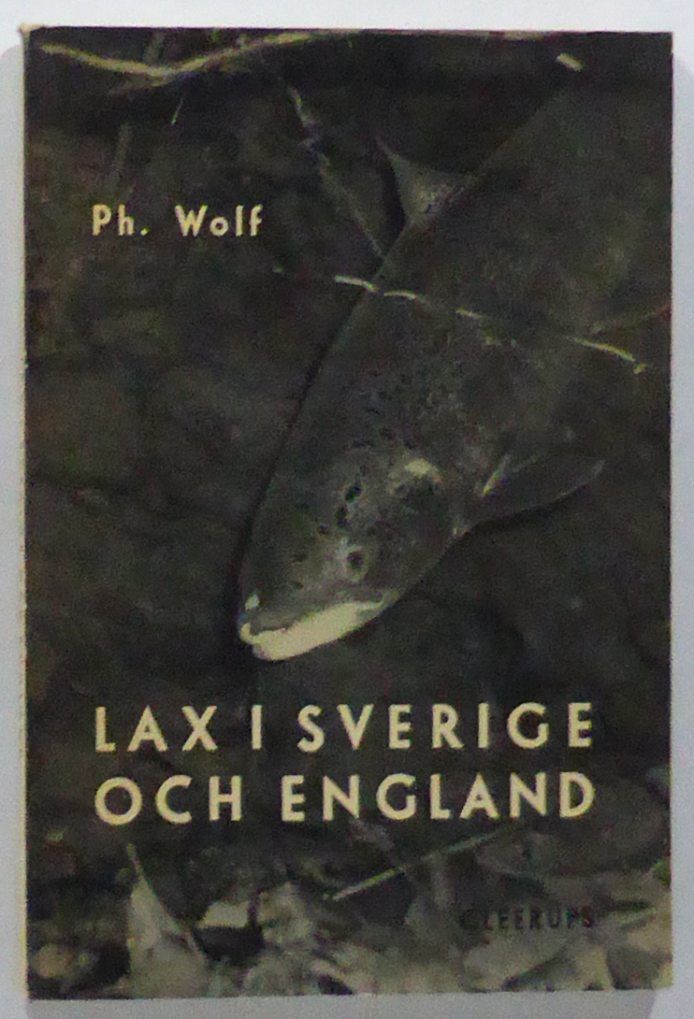 Ph. Wolf
LAX I SVERIGE
OCH ENGLAND
GLEERUPS